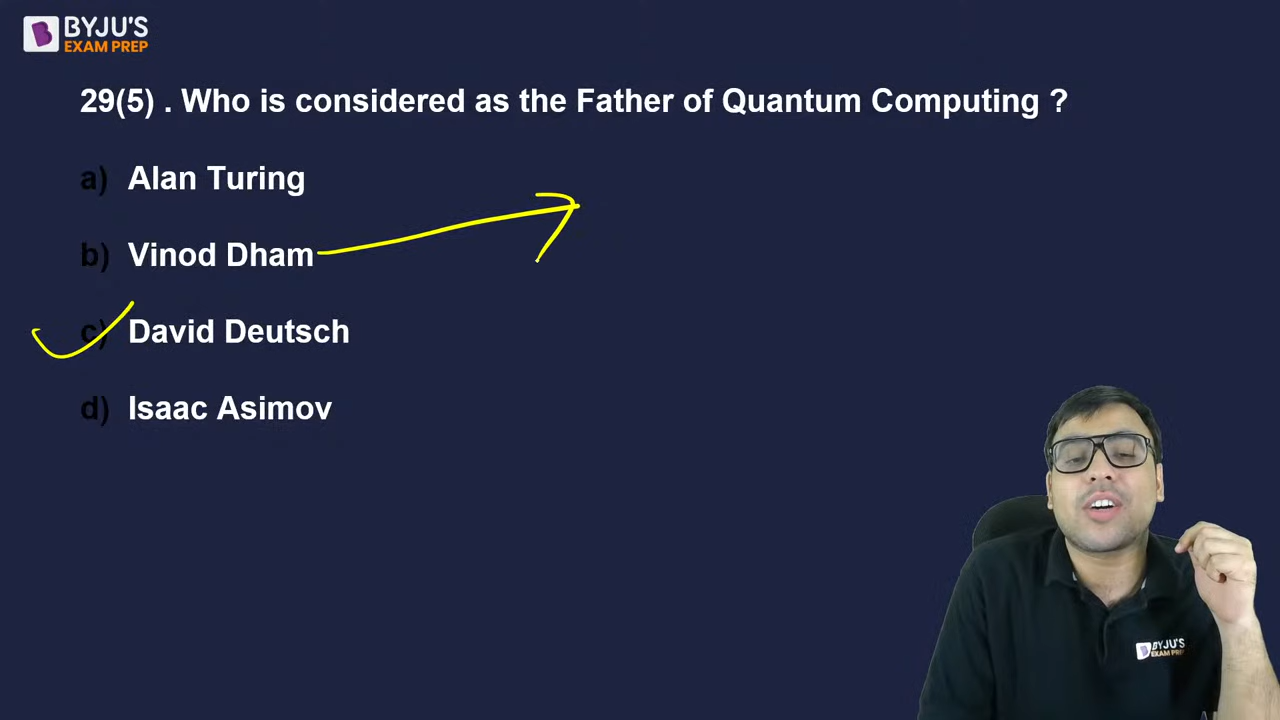 BYJU'S
EXAM PREP
29(5) . Who is considered as the Father of Quantum Computing ?
a) Alan Turing
b) Vinod Dham
c) David Deutsch
d) Isaac Asimov
BYJU'S
EXAM PREP